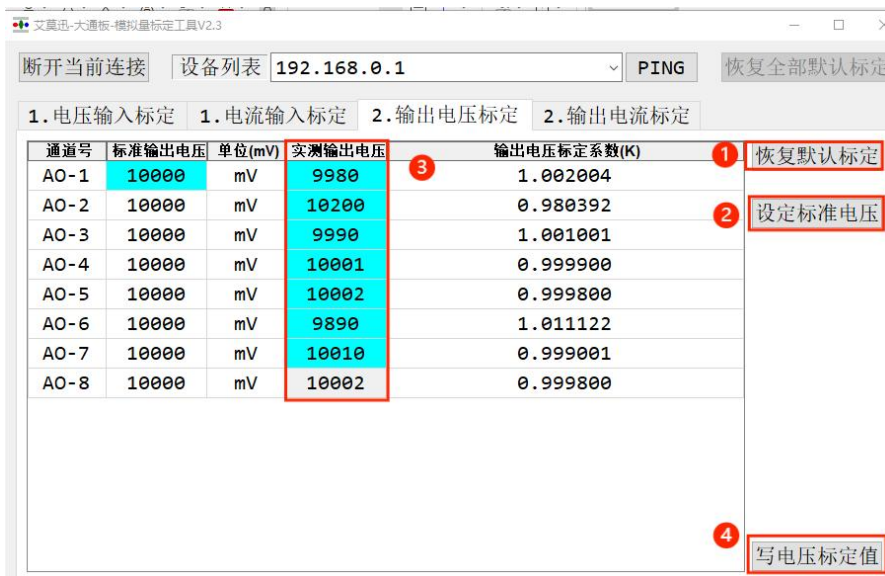 艾莫迅-大通板-模拟量标定工具V2.3
断开当前连接 设备列表 192.168.0.1 PING 恢复全部默认标定
1.电压输入标定 1.电流输入标定 2.输出电压标定 2.输出电流标定
通道号 标准输出电压 单位(mV) 实测输出电压 输出电压标定系数(K)
AO-1 10000 mV 9980 1.002004
AO-2 10000 mV 10200 0.980392
AO-3 10000 mV 9990 1.001001
AO-4 10000 mV 10001 0.999900
AO-5 10000 mV 10002 0.999800
AO-6 10000 mV 9890 1.011122
AO-7 10000 mV 10010 0.999001
AO-8 10000 mV 10002 0.999800
3
1 恢复默认标定
2 设定标准电压
4 写电压标定值